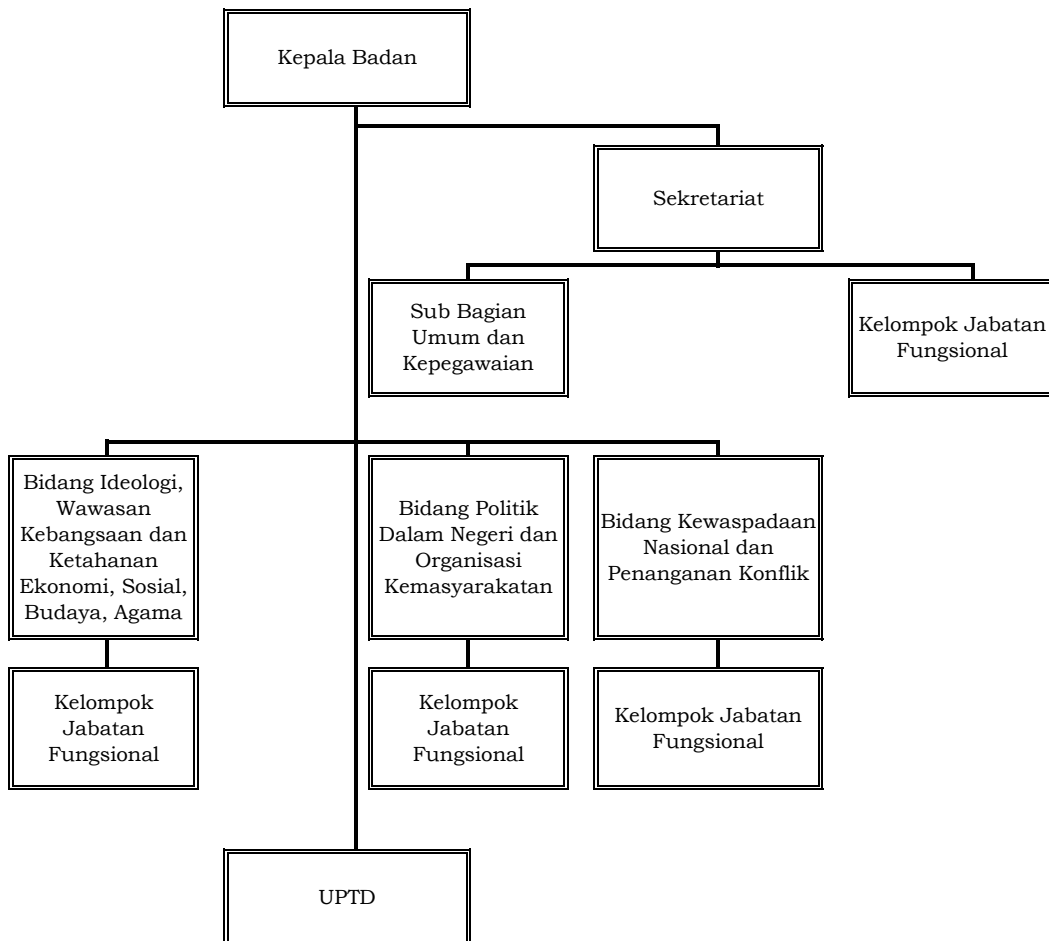 Kepala Badan
Sekretariat
Sub Bagian
Umum dan
Kepegawaian
Kelompok Jabatan
Fungsional
Bidang Ideologi,
Wawasan
Kebangsaan dan
Ketahanan
Ekonomi, Sosial,
Budaya, Agama
Bidang Politik
Dalam Negeri dan
Organisasi
Kemasyarakatan
Bidang Kewaspadaan
Nasional dan
Penanganan Konflik
Kelompok
Jabatan
Fungsional
Kelompok
Jabatan
Fungsional
Kelompok Jabatan
Fungsional
UPTD